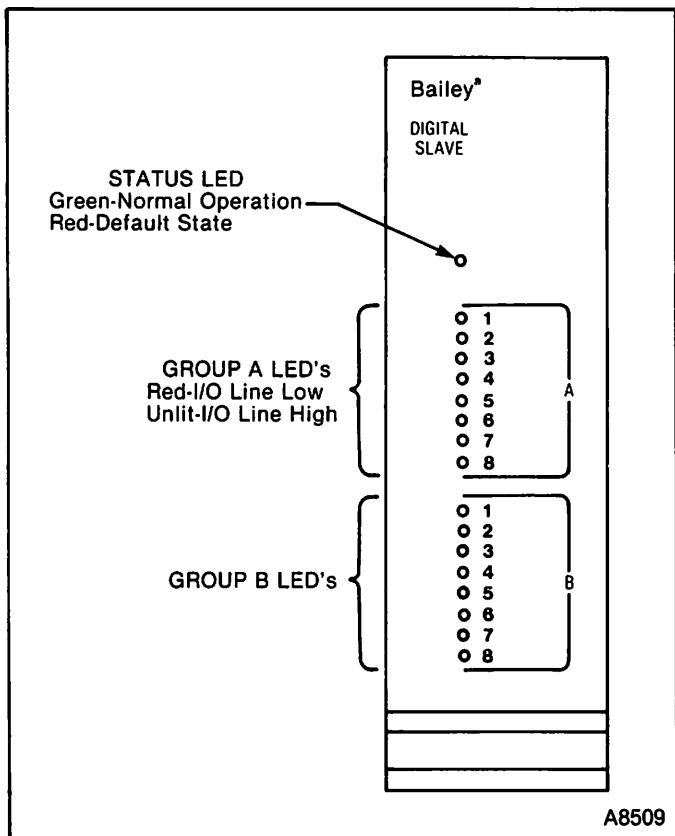 Bailey®
DIGITAL
SLAVE
STATUS LED
Green-Normal Operation
Red-Default State
GROUP A LED's
Red-I/O Line Low
Unlit-I/O Line High
1
2
3
4
5
6
7
8
A
GROUP B LED's
1
2
3
4
5
6
7
8
B
A8509